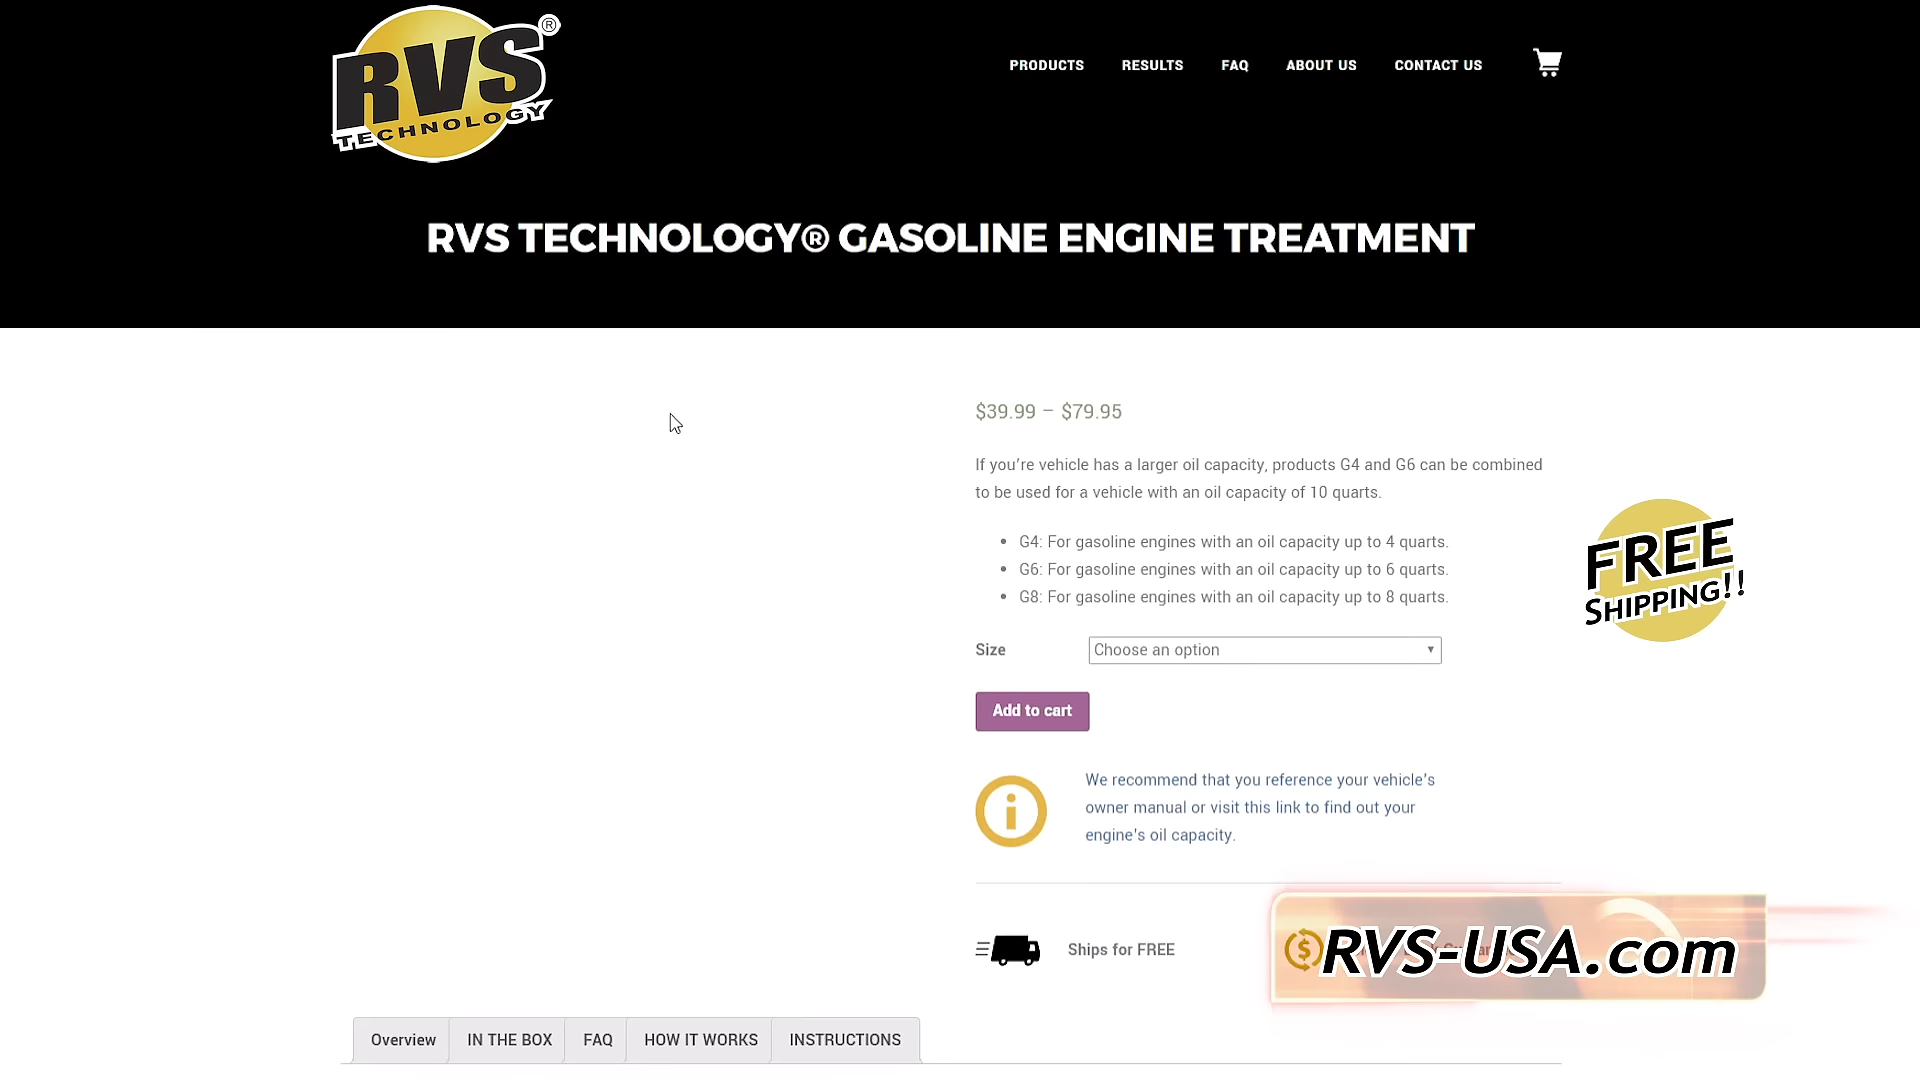 RVS®
TECHNOLOGY
PRODUCTS
RESULTS
FAQ
ABOUT US
CONTACT US
RVS TECHNOLOGY® GASOLINE ENGINE TREATMENT
$39.99 – $79.95
If you’re vehicle has a larger oil capacity, products G4 and G6 can be combined
to be used for a vehicle with an oil capacity of 10 quarts.
• G4: For gasoline engines with an oil capacity up to 4 quarts.
• G6: For gasoline engines with an oil capacity up to 6 quarts.
• G8: For gasoline engines with an oil capacity up to 8 quarts.
FREE
SHIPPING!!
Size
Choose an option
Add to cart
We recommend that you reference your vehicle’s
owner manual or visit this link to find out your
engine’s oil capacity.
Ships for FREE
RVS-USA.com
Overview
IN THE BOX
FAQ
HOW IT WORKS
INSTRUCTIONS